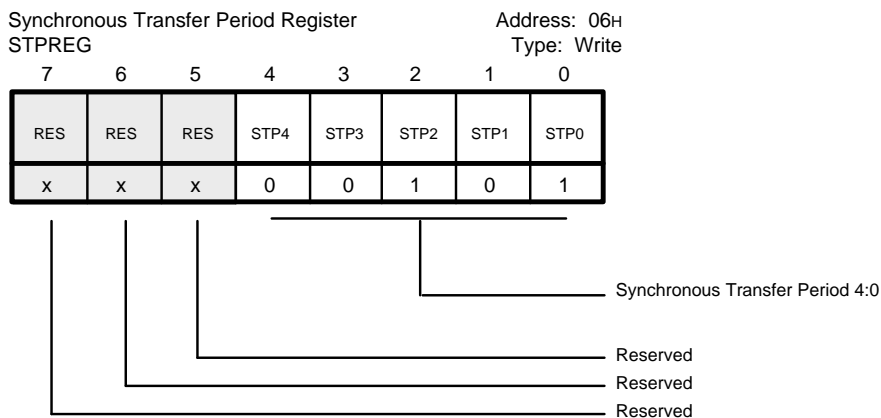 Synchronous Transfer Period Register Address: 06H
STPREG Type: Write
7 6 5 4 3 2 1 0
RES RES RES STP4 STP3 STP2 STP1 STP0
x x x 0 0 1 0 1
Synchronous Transfer Period 4:0
Reserved
Reserved
Reserved